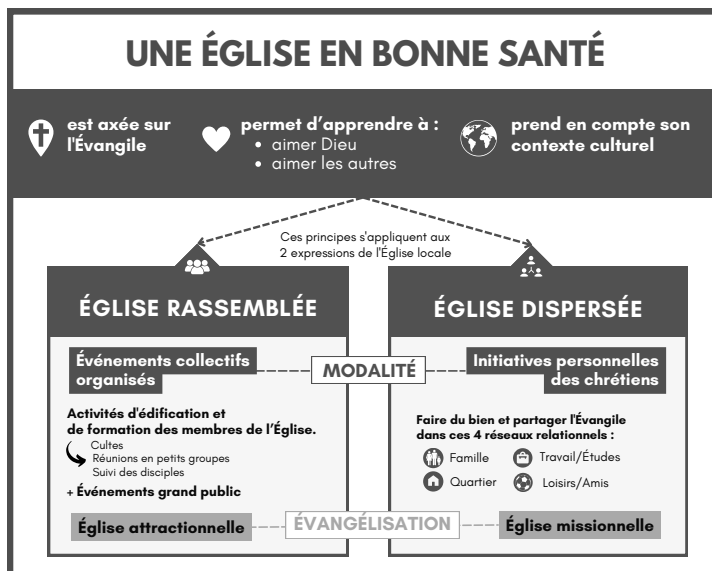 UNE ÉGLISE EN BONNE SANTÉ
est axée sur
l'Évangile
permet d'apprendre à :
• aimer Dieu
• aimer les autres
prend en compte son
contexte culturel
Ces principes s'appliquent aux
2 expressions de l'Église locale
ÉGLISE RASSEMBLÉE
Événements collectifs
organisés
Activités d'édification et
de formation des membres de l'Église.
Cultes
Réunions en petits groupes
Suivi des disciples
+ Événements grand public
Église attractionnelle
MODALITÉ
ÉVANGÉLISATION
ÉGLISE DISPERSÉE
Initiatives personnelles
des chrétiens
Faire du bien et partager l'Évangile
dans ces 4 réseaux relationnels :
Famille
Travail/Études
Quartier
Loisirs/Amis
Église missionnelle